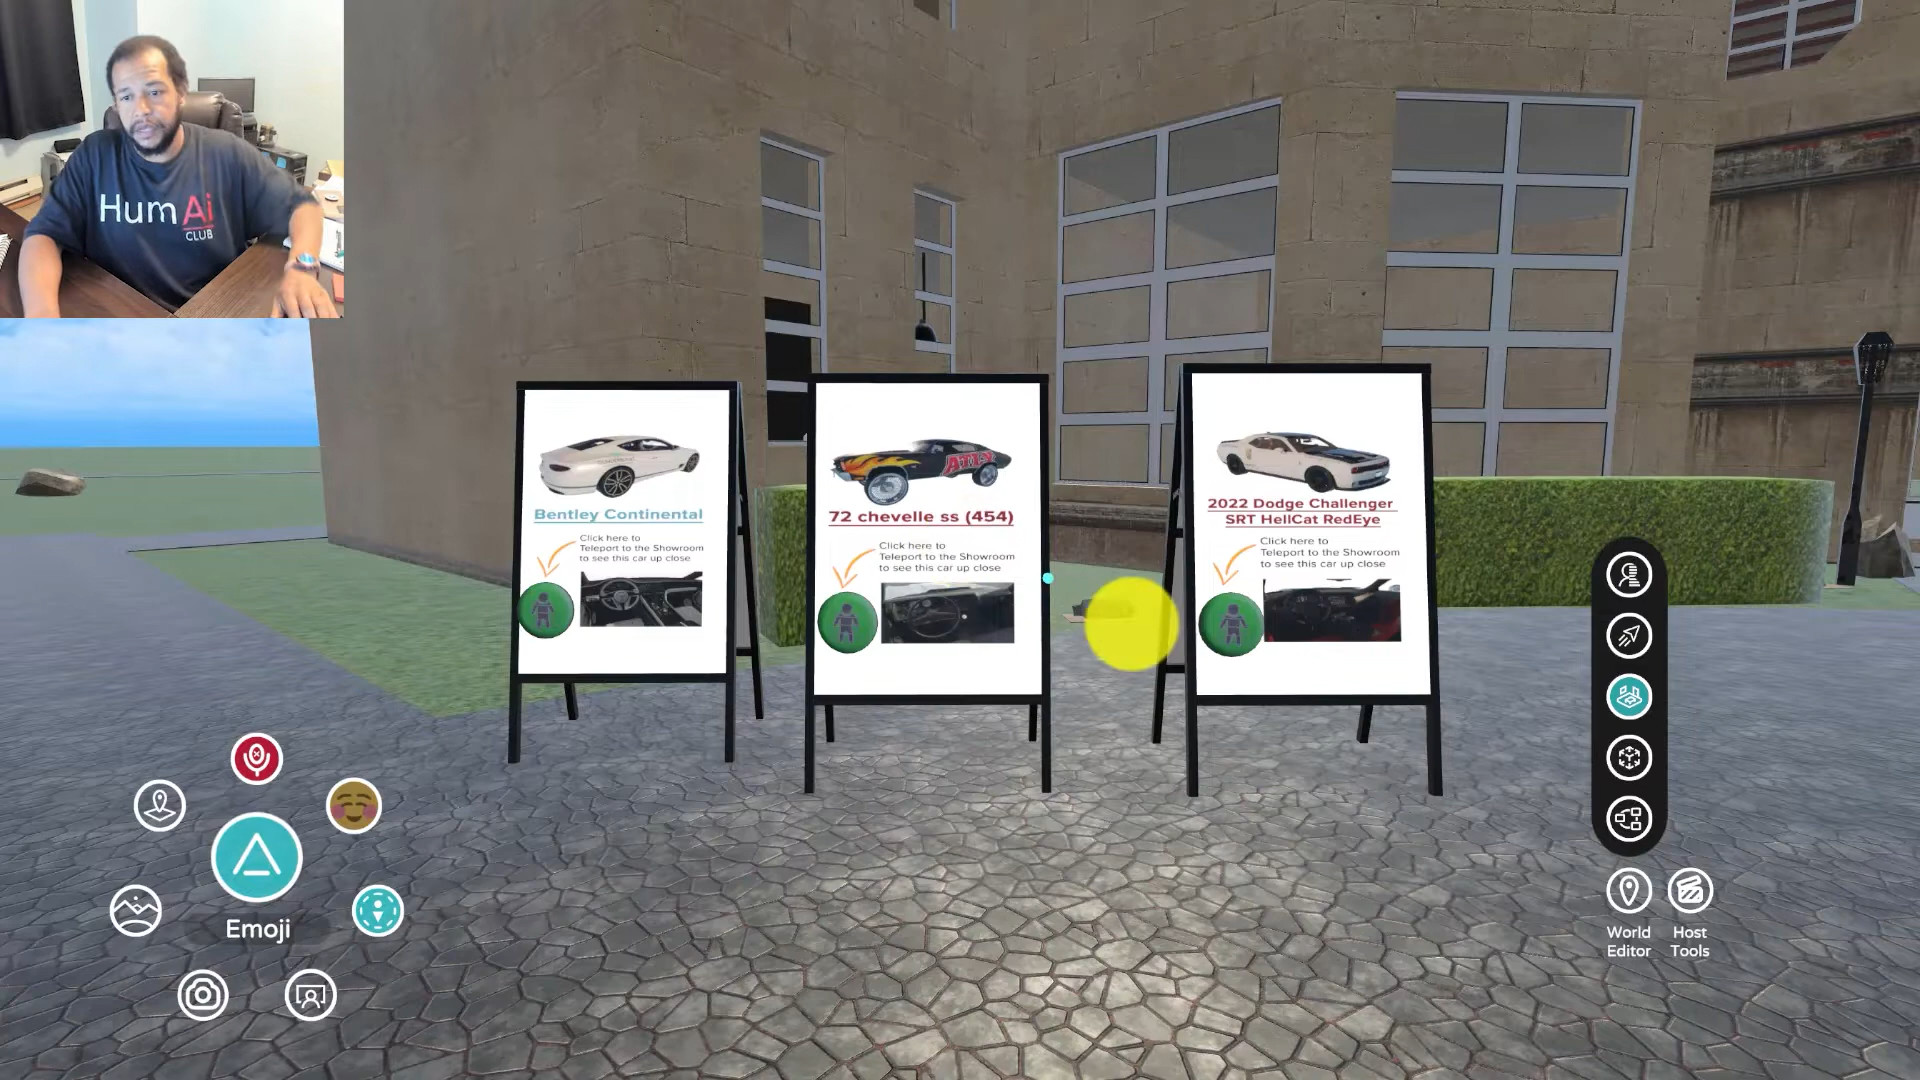 Hum Ai
CLUB
Bentley Continental
Click here to
Teleport to the Showroom
to see this car up close
ATLY
72 chevelle ss (454)
Click here to
Teleport to the Showroom
to see this car up close
2022 Dodge Challenger
SRT HellCat RedEye
Click here to
Teleport to the Showroom
to see this car up close
Emoji
World
Editor
Host
Tools